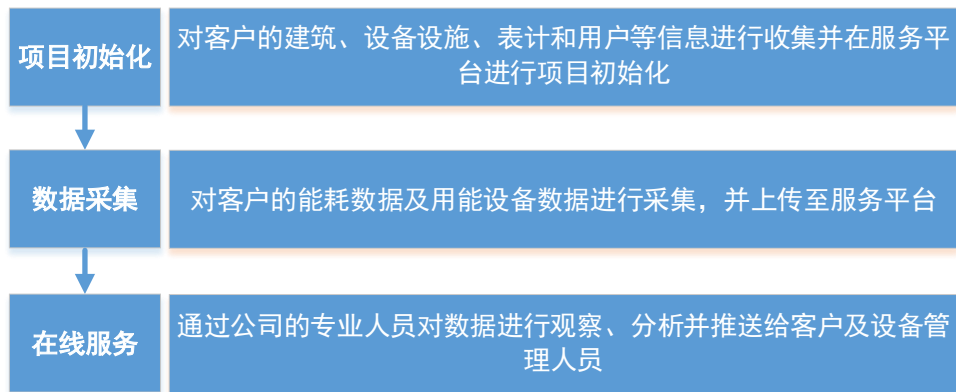 项目初始化
对客户的建筑、设备设施、表计和用户等信息进行收集并在服务平
台进行项目初始化
数据采集
对客户的能耗数据及用能设备数据进行采集，并上传至服务平台
在线服务
通过公司的专业人员对数据进行观察、分析并推送给客户及设备管
理人员